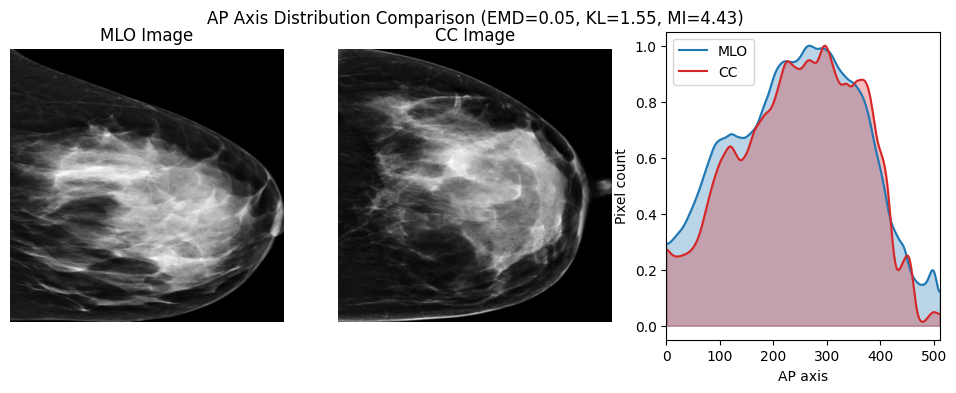 AP Axis Distribution Comparison (EMD=0.05, KL=1.55, MI=4.43)
MLO Image
CC Image
MLO
CC
Pixel count
1.0
0.8
0.6
0.4
0.2
0.0
0 100 200 300 400 500
AP axis